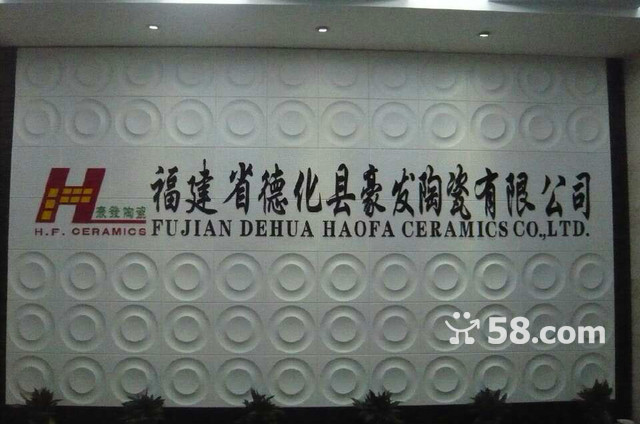 福建省德化县豪发陶瓷有限公司
FUJIAN DEHUA HAOFA CERAMICS CO.,LTD.
豪發陶瓷
H.F. CERAMICS
58.com